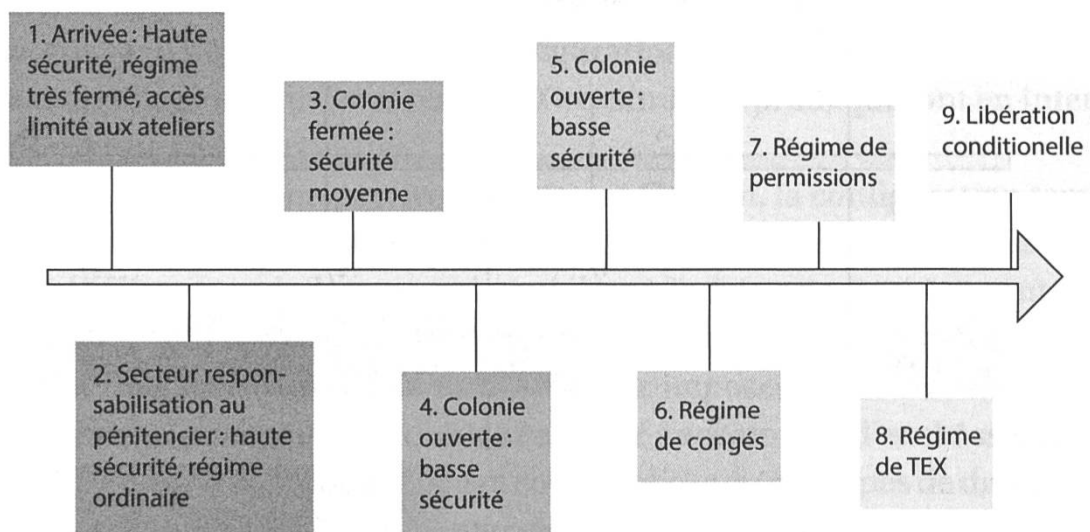 1. Arrivée : Haute
sécurité, régime
très fermé, accès
limité aux ateliers
2. Secteur respon-
sabilisation au
pénitencier : haute
sécurité, régime
ordinaire
3. Colonie
fermée :
sécurité
moyenne
4. Colonie
ouverte :
basse
sécurité
5. Colonie
ouverte :
basse
sécurité
6. Régime
de congés
7. Régime de
permissions
8. Régime
de TEX
9. Libération
conditionelle